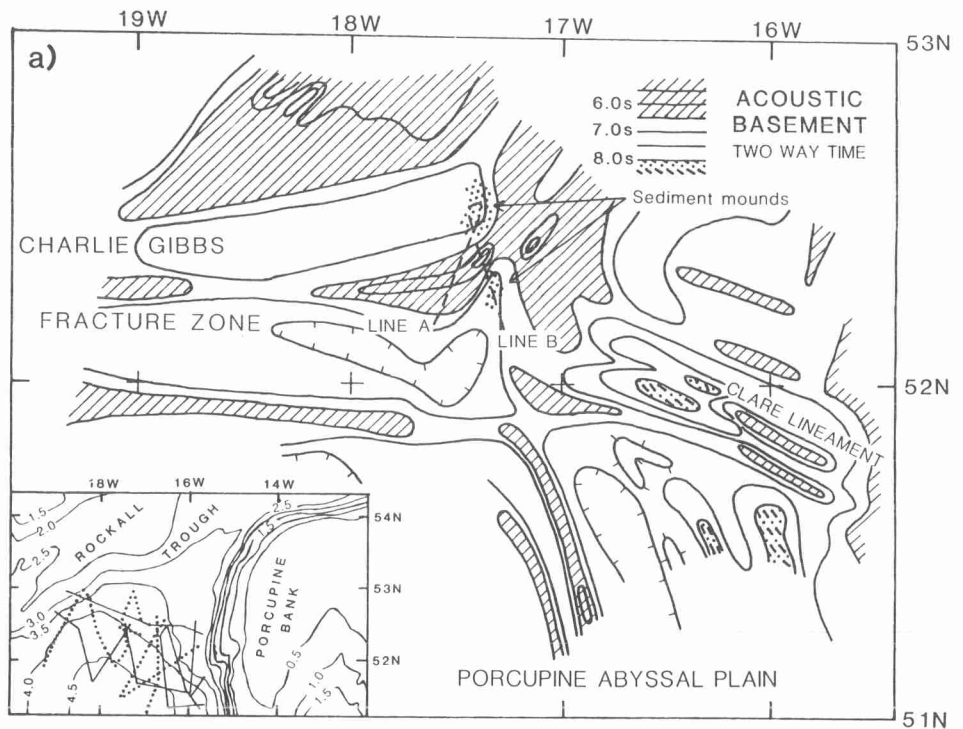 19W 18W 17W 16W
53N
a)
6.0s
7.0s
8.0s
ACOUSTIC
BASEMENT
TWO WAY TIME
Sediment mounds
CHARLIE GIBBS
FRACTURE ZONE
LINE A
LINE B
52N
CLARE LINEAMENT
PORCUPINE ABYSSAL PLAIN
51N
18W 16W 14W
54N
53N
52N
1.5
2.0
2.5
ROCKALL
TROUGH
2.5
1.5
PORCUPINE
BANK
3.0
3.5
4.0
4.5
0.5
1.0
1.5